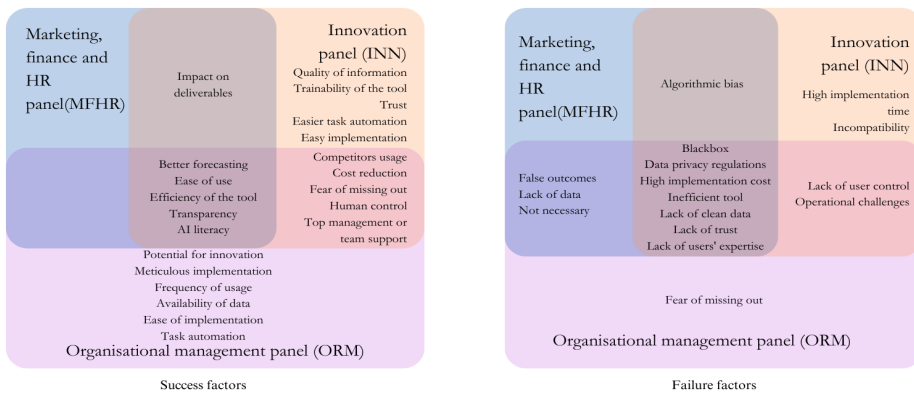 Marketing,
finance and
HR
panel(MFHR)
Impact on
deliverables
Innovation
panel (INN)
Quality of information
Trainability of the tool
Trust
Easier task automation
Easy implementation
Better forecasting
Ease of use
Efficiency of the tool
Transparency
AI literacy
Competitors usage
Cost reduction
Fear of missing out
Human control
Top management or
team support
Potential for innovation
Meticulous implementation
Frequency of usage
Availability of data
Ease of implementation
Task automation
Organisational management panel (ORM)
Success factors
Marketing,
finance and
HR
panel(MFHR)
Algorithmic bias
Innovation
panel (INN)
High implementation
time
Incompatibility
False outcomes
Lack of data
Not necessary
Blackbox
Data privacy regulations
High implementation cost
Inefficient tool
Lack of clean data
Lack of trust
Lack of users' expertise
Lack of user control
Operational challenges
Fear of missing out
Organisational management panel (ORM)
Failure factors